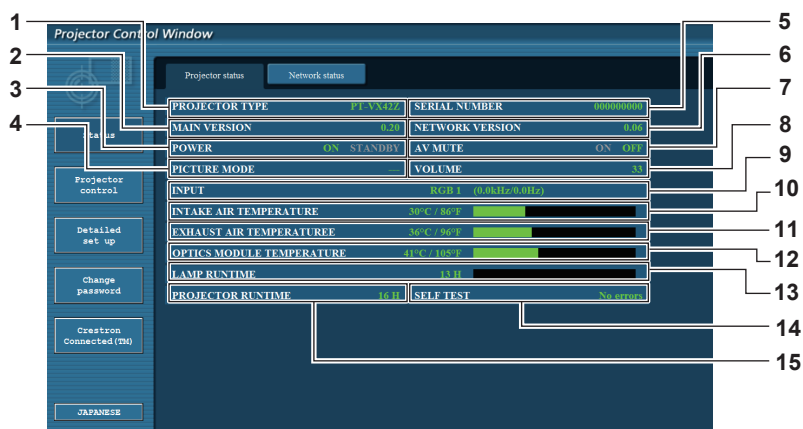 Projector Control Window
Projector status
Network status
PROJECTOR TYPE PT-VX42Z
SERIAL NUMBER 000000000
MAIN VERSION 0.20
NETWORK VERSION 0.06
POWER ON STANDBY
AV MUTE ON OFF
PICTURE MODE —
VOLUME 33
INPUT RGB 1 (0.0kHz/0.0Hz)
INTAKE AIR TEMPERATURE 30°C / 86°F
EXHAUST AIR TEMPERATUREE 36°C / 96°F
OPTICS MODULE TEMPERATURE 41°C / 105°F
LAMP RUNTIME 13 H
PROJECTOR RUNTIME 16 H
SELF TEST No errors
Status
Projector
control
Detailed
set up
Change
password
Crestron
Connected(TM)
JAPANESE
1
2
3
4
5
6
7
8
9
10
11
12
13
14
15